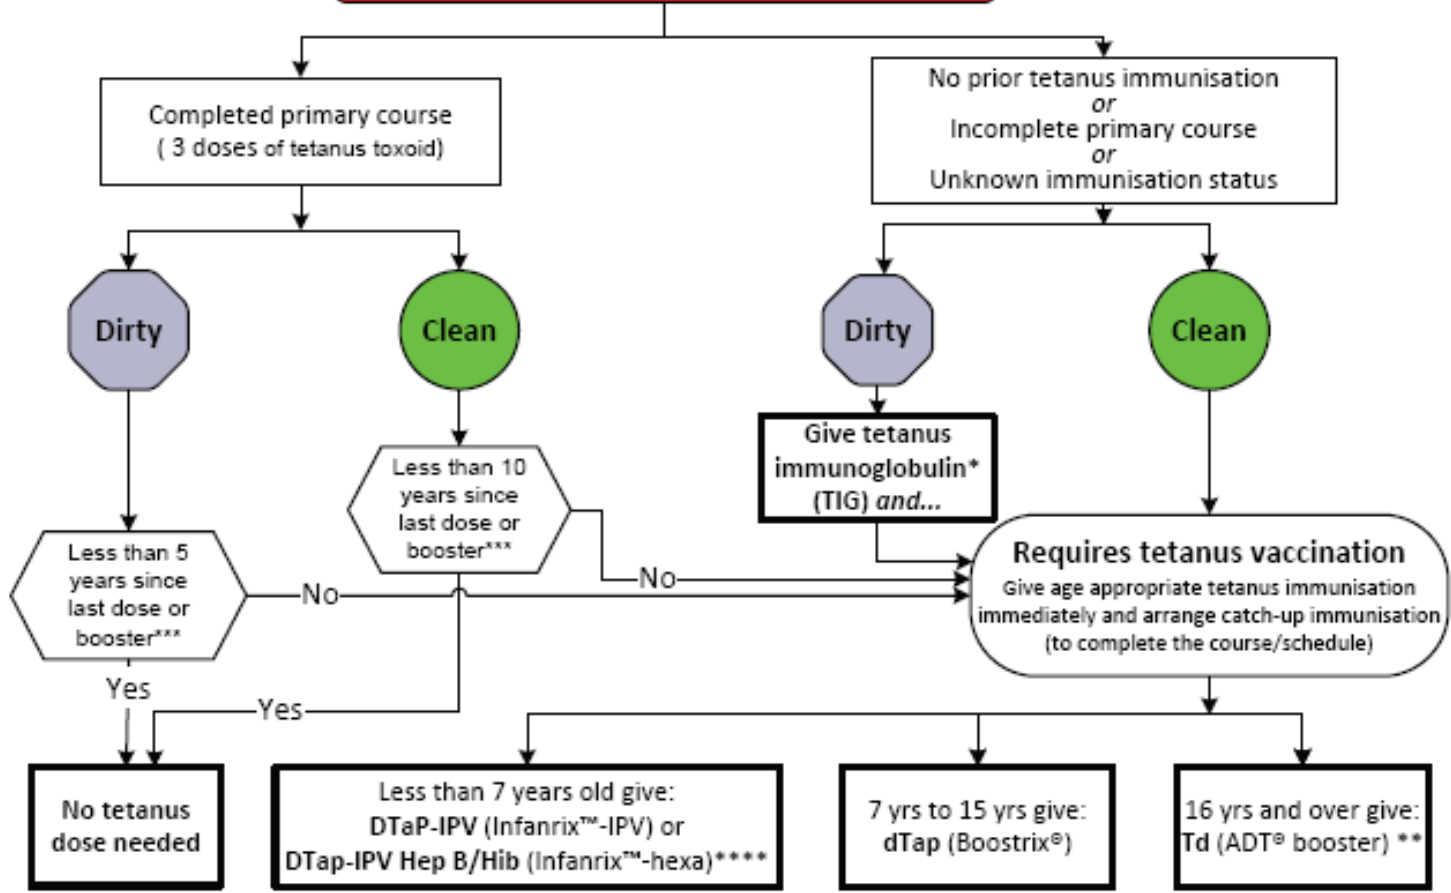 Completed primary course
( 3 doses of tetanus toxoid)
No prior tetanus immunisation
or
Incomplete primary course
or
Unknown immunisation status
Dirty
Clean
Dirty
Clean
Less than 5
years since
last dose or
booster***
Less than 10
years since
last dose or
booster***
Give tetanus
immunoglobulin*
(TIG) and...
Requires tetanus vaccination
Give age appropriate tetanus immunisation
immediately and arrange catch-up immunisation
(to complete the course/schedule)
No
No
Yes
Yes
No tetanus
dose needed
Less than 7 years old give:
DTaP-IPV (Infanrix™-IPV) or
DTap-IPV Hep B/Hib (Infanrix™-hexa)****
7 yrs to 15 yrs give:
dTap (Boostrix®)
16 yrs and over give:
Td (ADT® booster) **